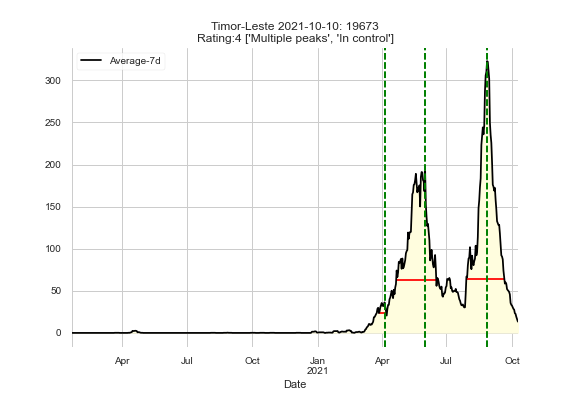 Timor-Leste 2021-10-10: 19673
Rating:4 ['Multiple peaks', 'In control']
Average-7d
300
250
200
150
100
50
0
Apr
Jul
Oct
Jan
2021
Apr
Jul
Oct
Date